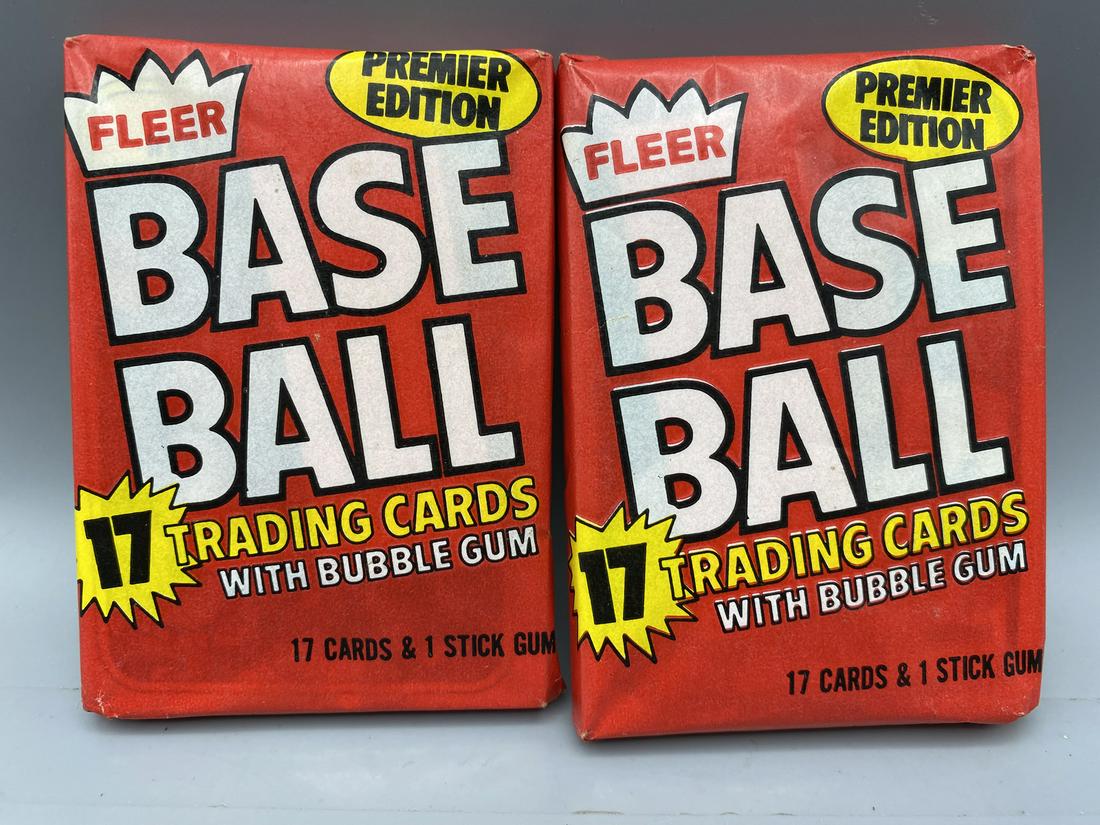 FLEER
PREMIER
EDITION
BASE
BALL
17 TRADING CARDS
WITH BUBBLE GUM
17 CARDS & 1 STICK GUM
FLEER
PREMIER
EDITION
BASE
BALL
17 TRADING CARDS
WITH BUBBLE GUM
17 CARDS & 1 STICK GUM